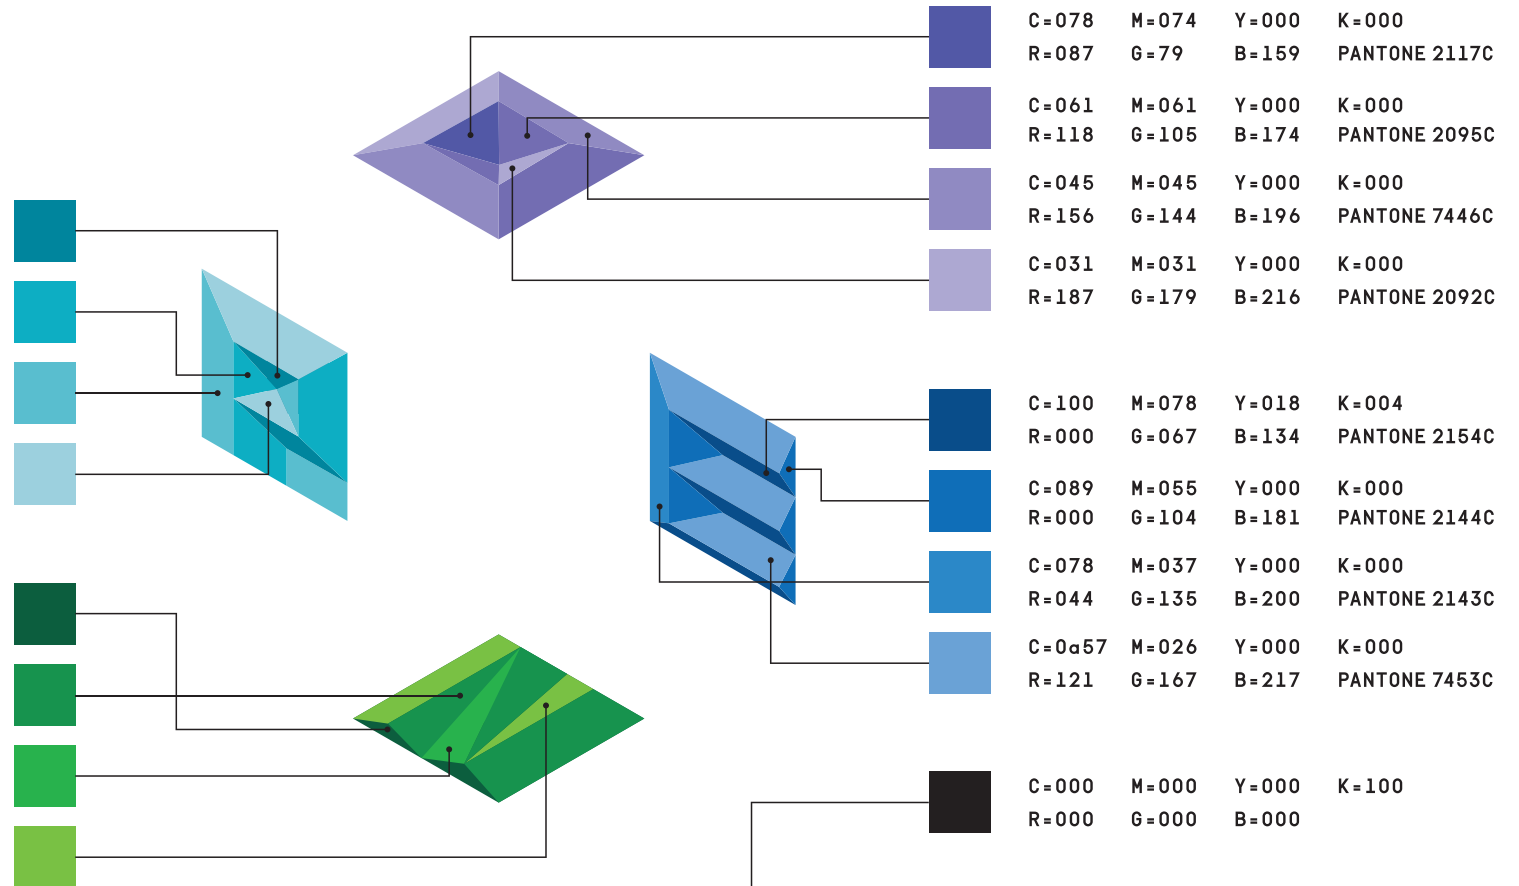 C=078 M=074 Y=000 K=000
R=087 G=79 B=159 PANTONE 2117C
C=061 M=061 Y=000 K=000
R=118 G=105 B=174 PANTONE 2095C
C=045 M=045 Y=000 K=000
R=156 G=144 B=196 PANTONE 7446C
C=031 M=031 Y=000 K=000
R=187 G=179 B=216 PANTONE 2092C
C=100 M=078 Y=018 K=004
R=000 G=067 B=134 PANTONE 2154C
C=089 M=055 Y=000 K=000
R=000 G=104 B=181 PANTONE 2144C
C=078 M=037 Y=000 K=000
R=044 G=135 B=200 PANTONE 2143C
C=0a57 M=026 Y=000 K=000
R=121 G=167 B=217 PANTONE 7453C
C=000 M=000 Y=000 K=100
R=000 G=000 B=000